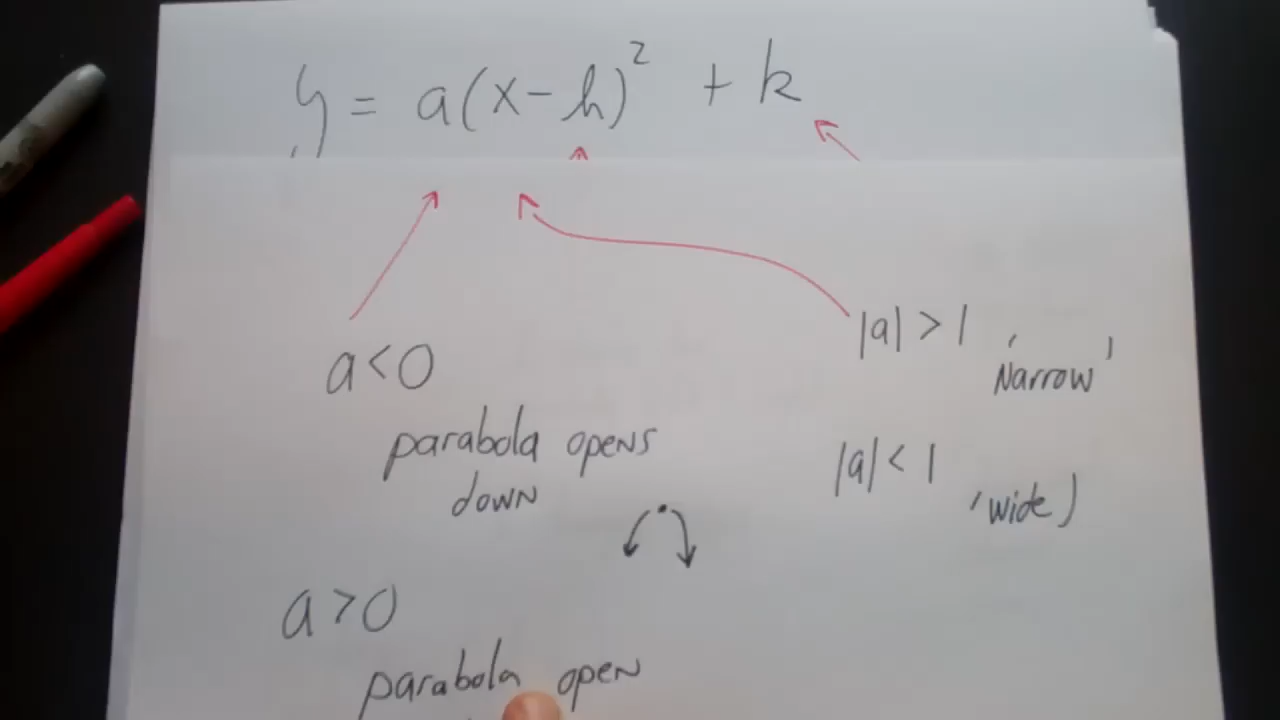 y = a(x-h)² + k
a<0
parabola opens
down
|a| > 1
'Narrow'
|a| < 1
'wide)
a>0
parabola open